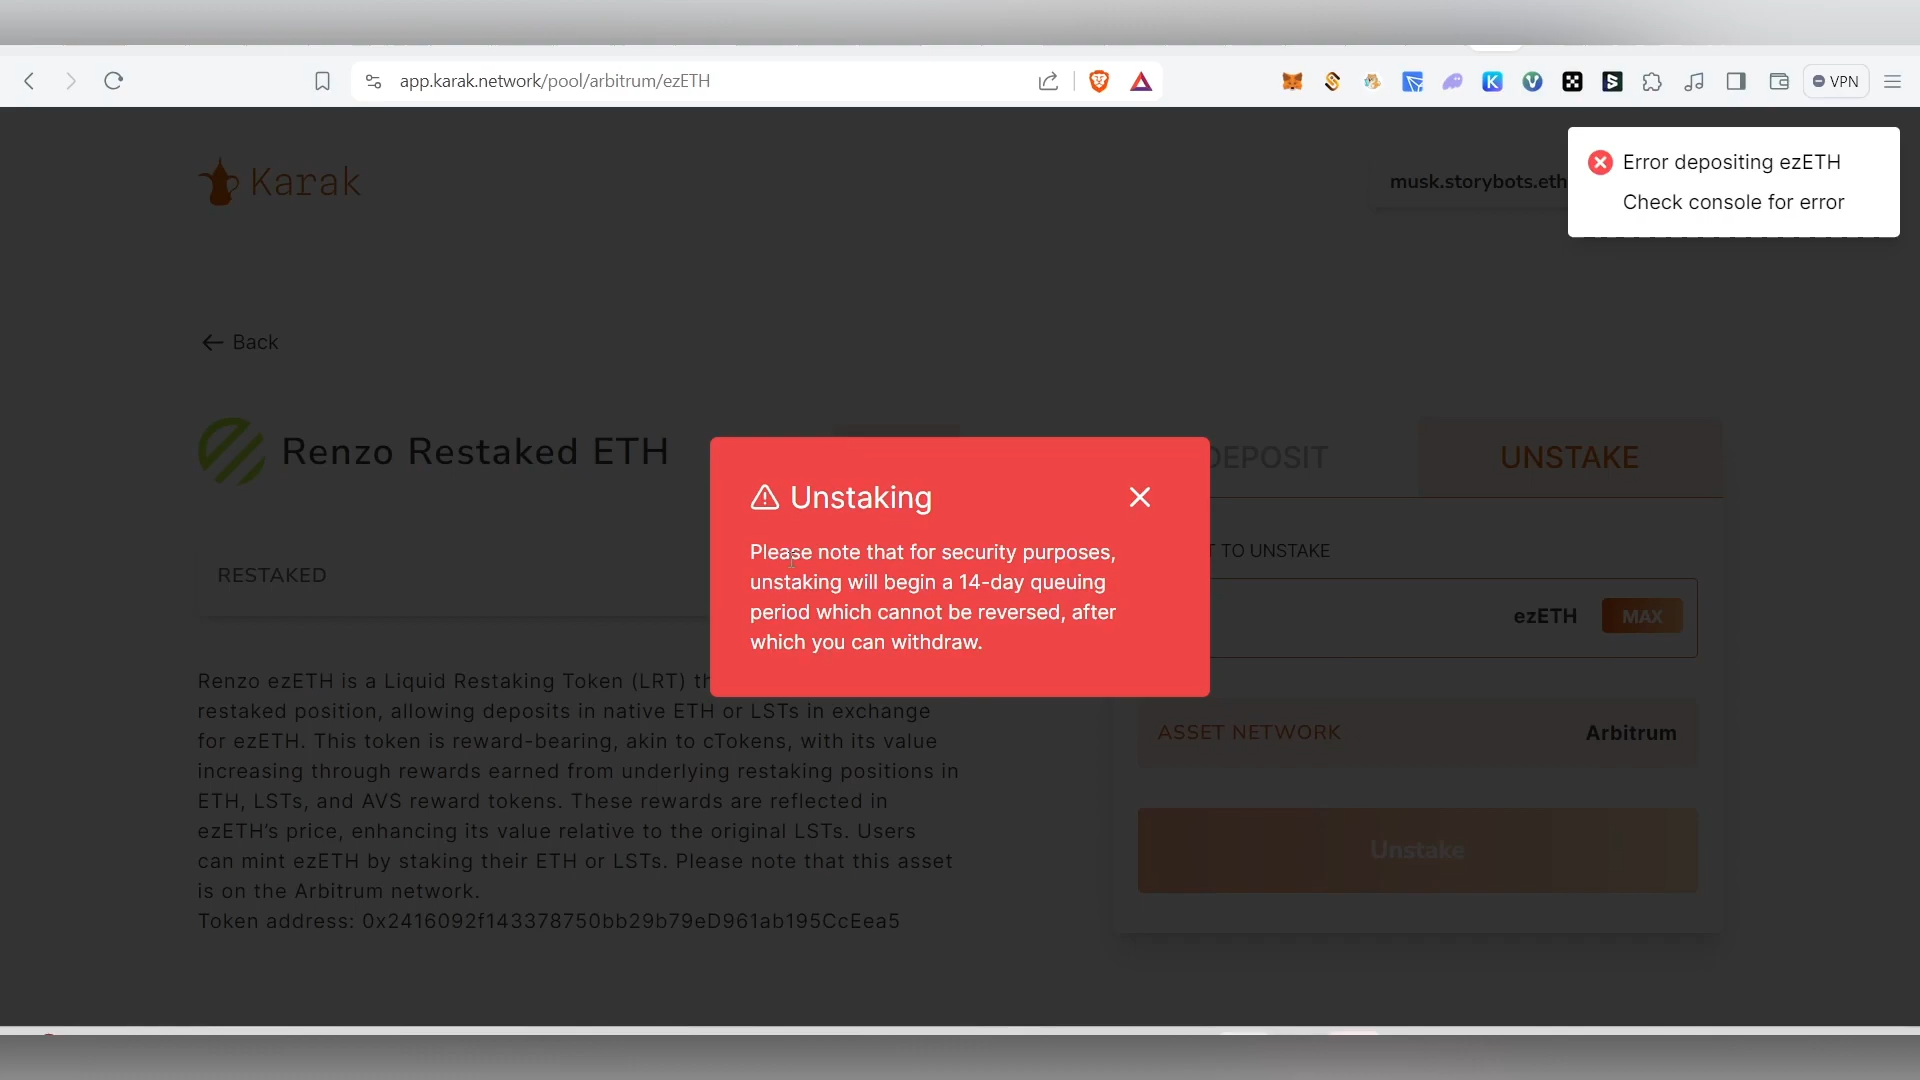 app.karak.network/pool/arbitrum/ezETH
VPN
Karak
musk.storybots.eth
Error depositing ezETH
Check console for error
Back
Renzo Restaked ETH
DEPOSIT
UNSTAKE
Unstaking
Please note that for security purposes,
unstaking will begin a 14-day queuing
period which cannot be reversed, after
which you can withdraw.
T TO UNSTAKE
RESTAKED
ezETH
MAX
Renzo ezETH is a Liquid Restaking Token (LRT) th
restaked position, allowing deposits in native ETH or LSTs in exchange
for ezETH. This token is reward-bearing, akin to cTokens, with its value
increasing through rewards earned from underlying restaking positions in
ETH, LSTs, and AVS reward tokens. These rewards are reflected in
ezETH's price, enhancing its value relative to the original LSTs. Users
can mint ezETH by staking their ETH or LSTs. Please note that this asset
is on the Arbitrum network.
Token address: 0x2416092f143378750bb29b79eD961ab195CcEea5
ASSET NETWORK
Arbitrum
Unstake